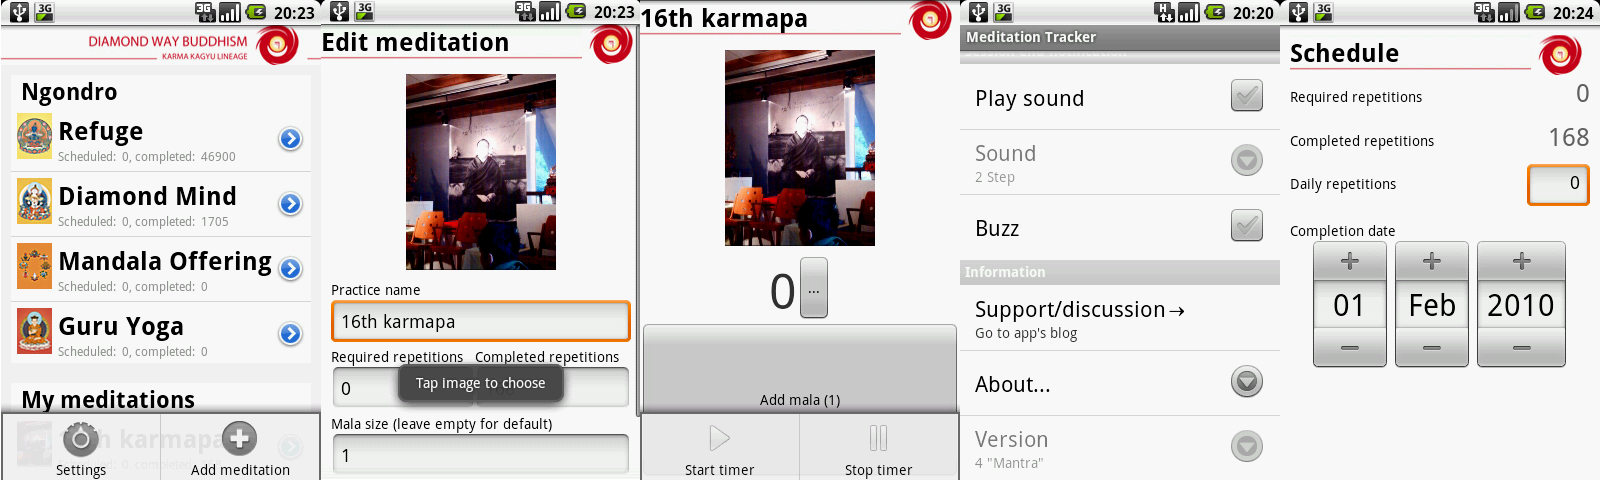 3G
3G
20:23
DIAMOND WAY BUDDHISM
KARMA KAGYU LINEAGE
Ngondro
Refuge
Scheduled: 0, completed: 46900
Diamond Mind
Scheduled: 0, completed: 1705
Mandala Offering
Scheduled: 0, completed: 0
Guru Yoga
Scheduled: 0, completed: 0
My meditations
16th karmapa
Settings
Add meditation
3G
3G
20:23
Edit meditation
Practice name
16th karmapa
Required repetitions Completed repetitions
0
Tap image to choose
Mala size (leave empty for default)
1
16th karmapa
0
...
Add mala (1)
Start timer
Stop timer
3G
H
20:20
Meditation Tracker
Play sound
Sound
2 Step
Buzz
Information
Support/discussion→
Go to app's blog
About...
Version
4 "Mantra"
3G
3G
20:24
Schedule
Required repetitions 0
Completed repetitions 168
Daily repetitions 0
Completion date
+ + +
01 Feb 2010
− − −